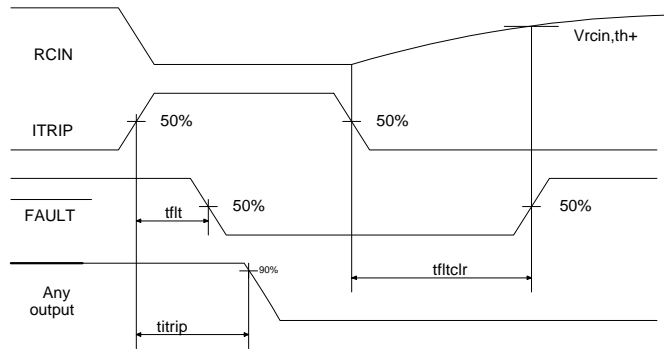 Vrcin,th+
RCIN
50%
50%
ITRIP
FAULT
tflt
50%
50%
90%
tfltclr
Any
output
titrip